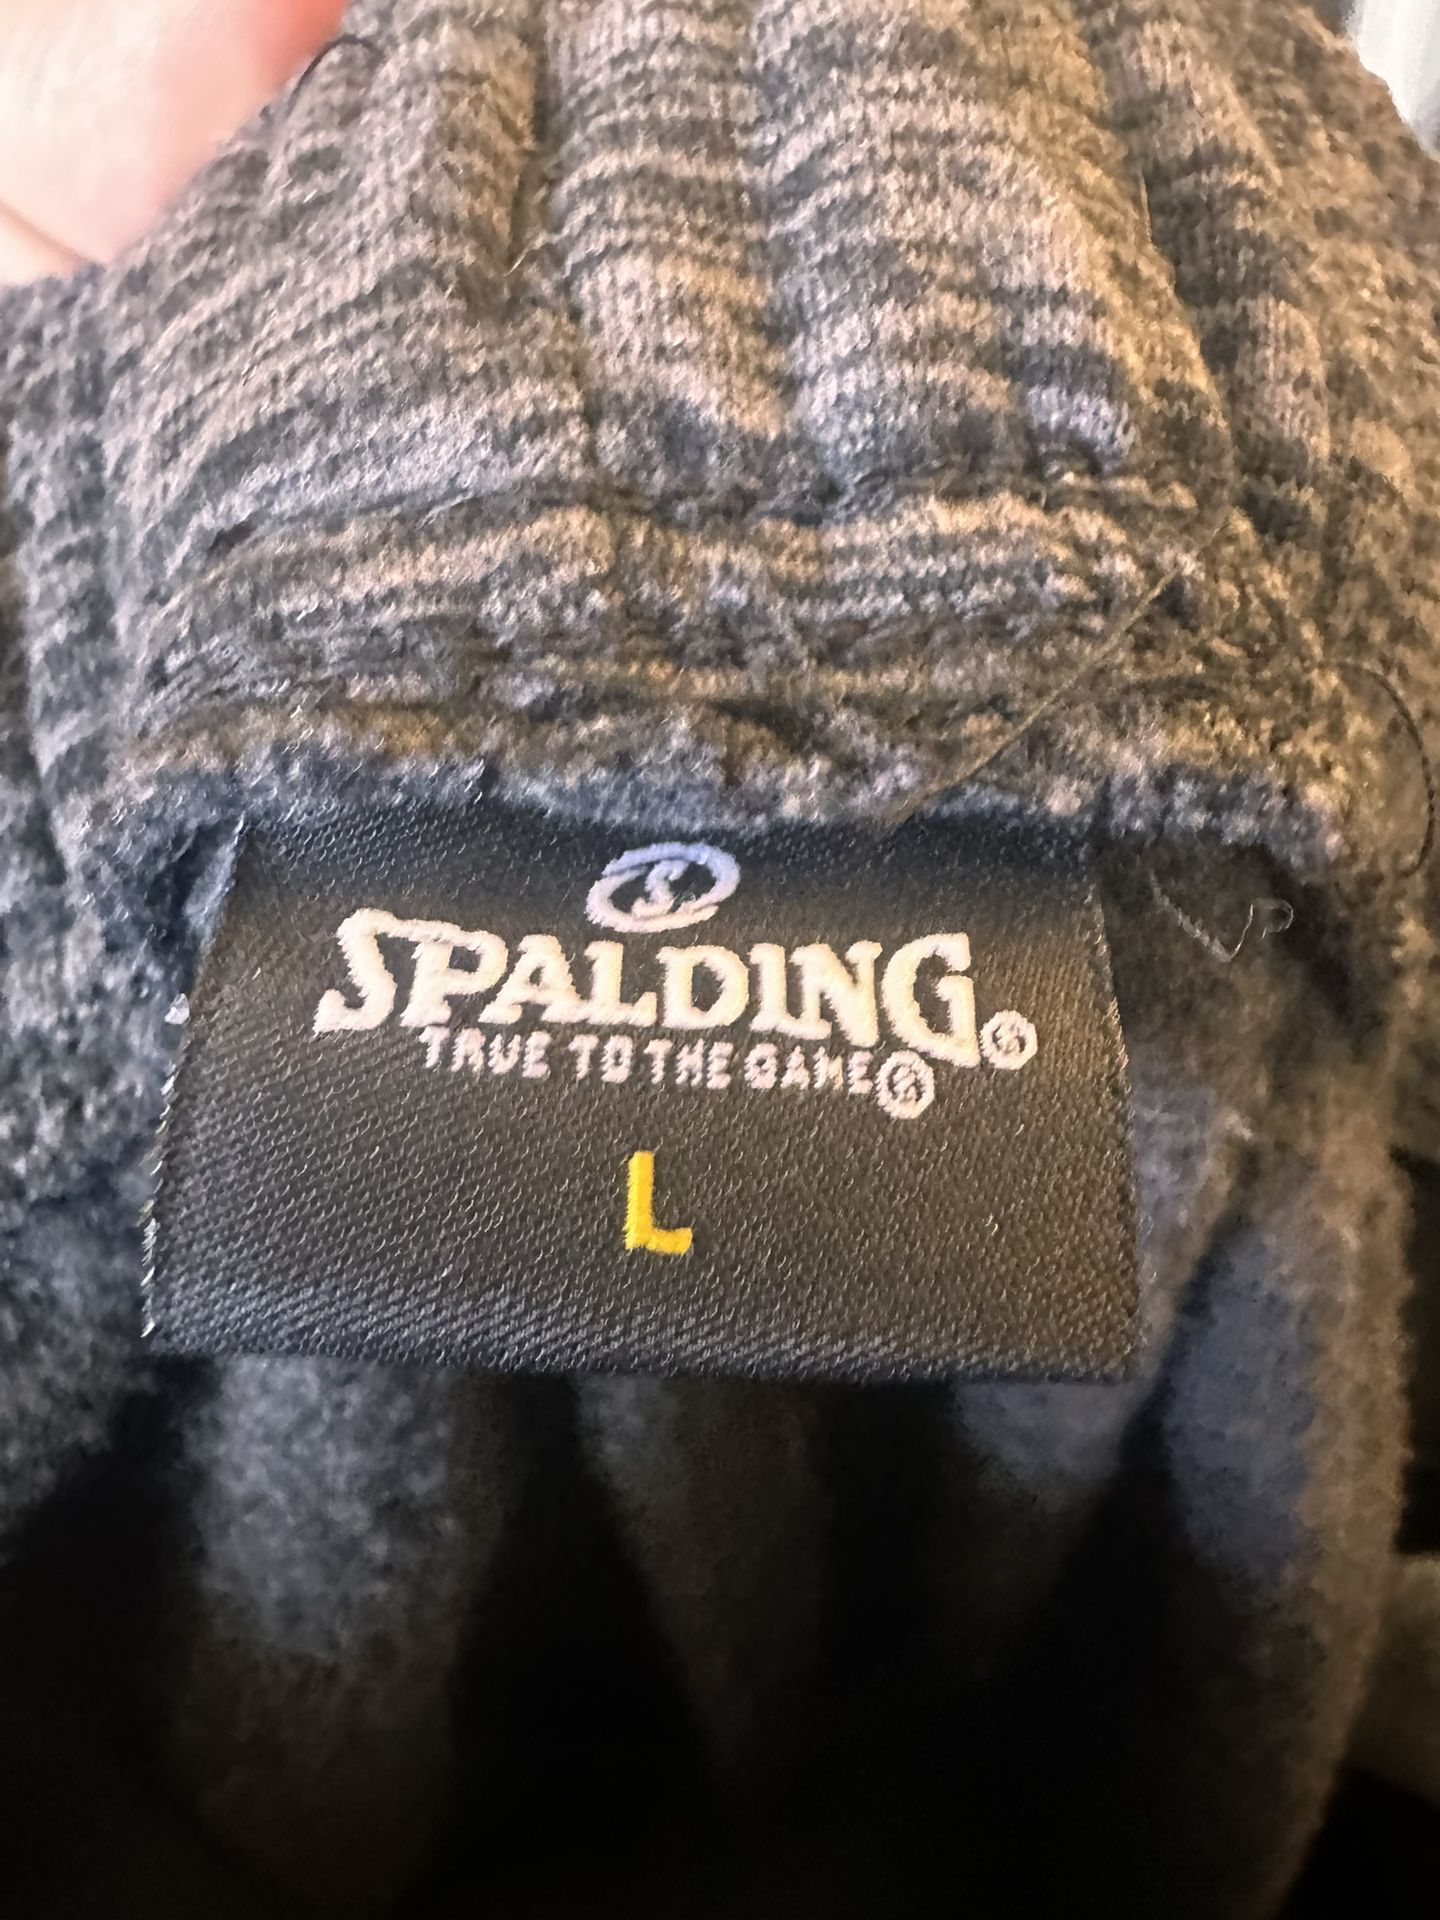 S
SPALDING®
TRUE TO THE GAME®
L